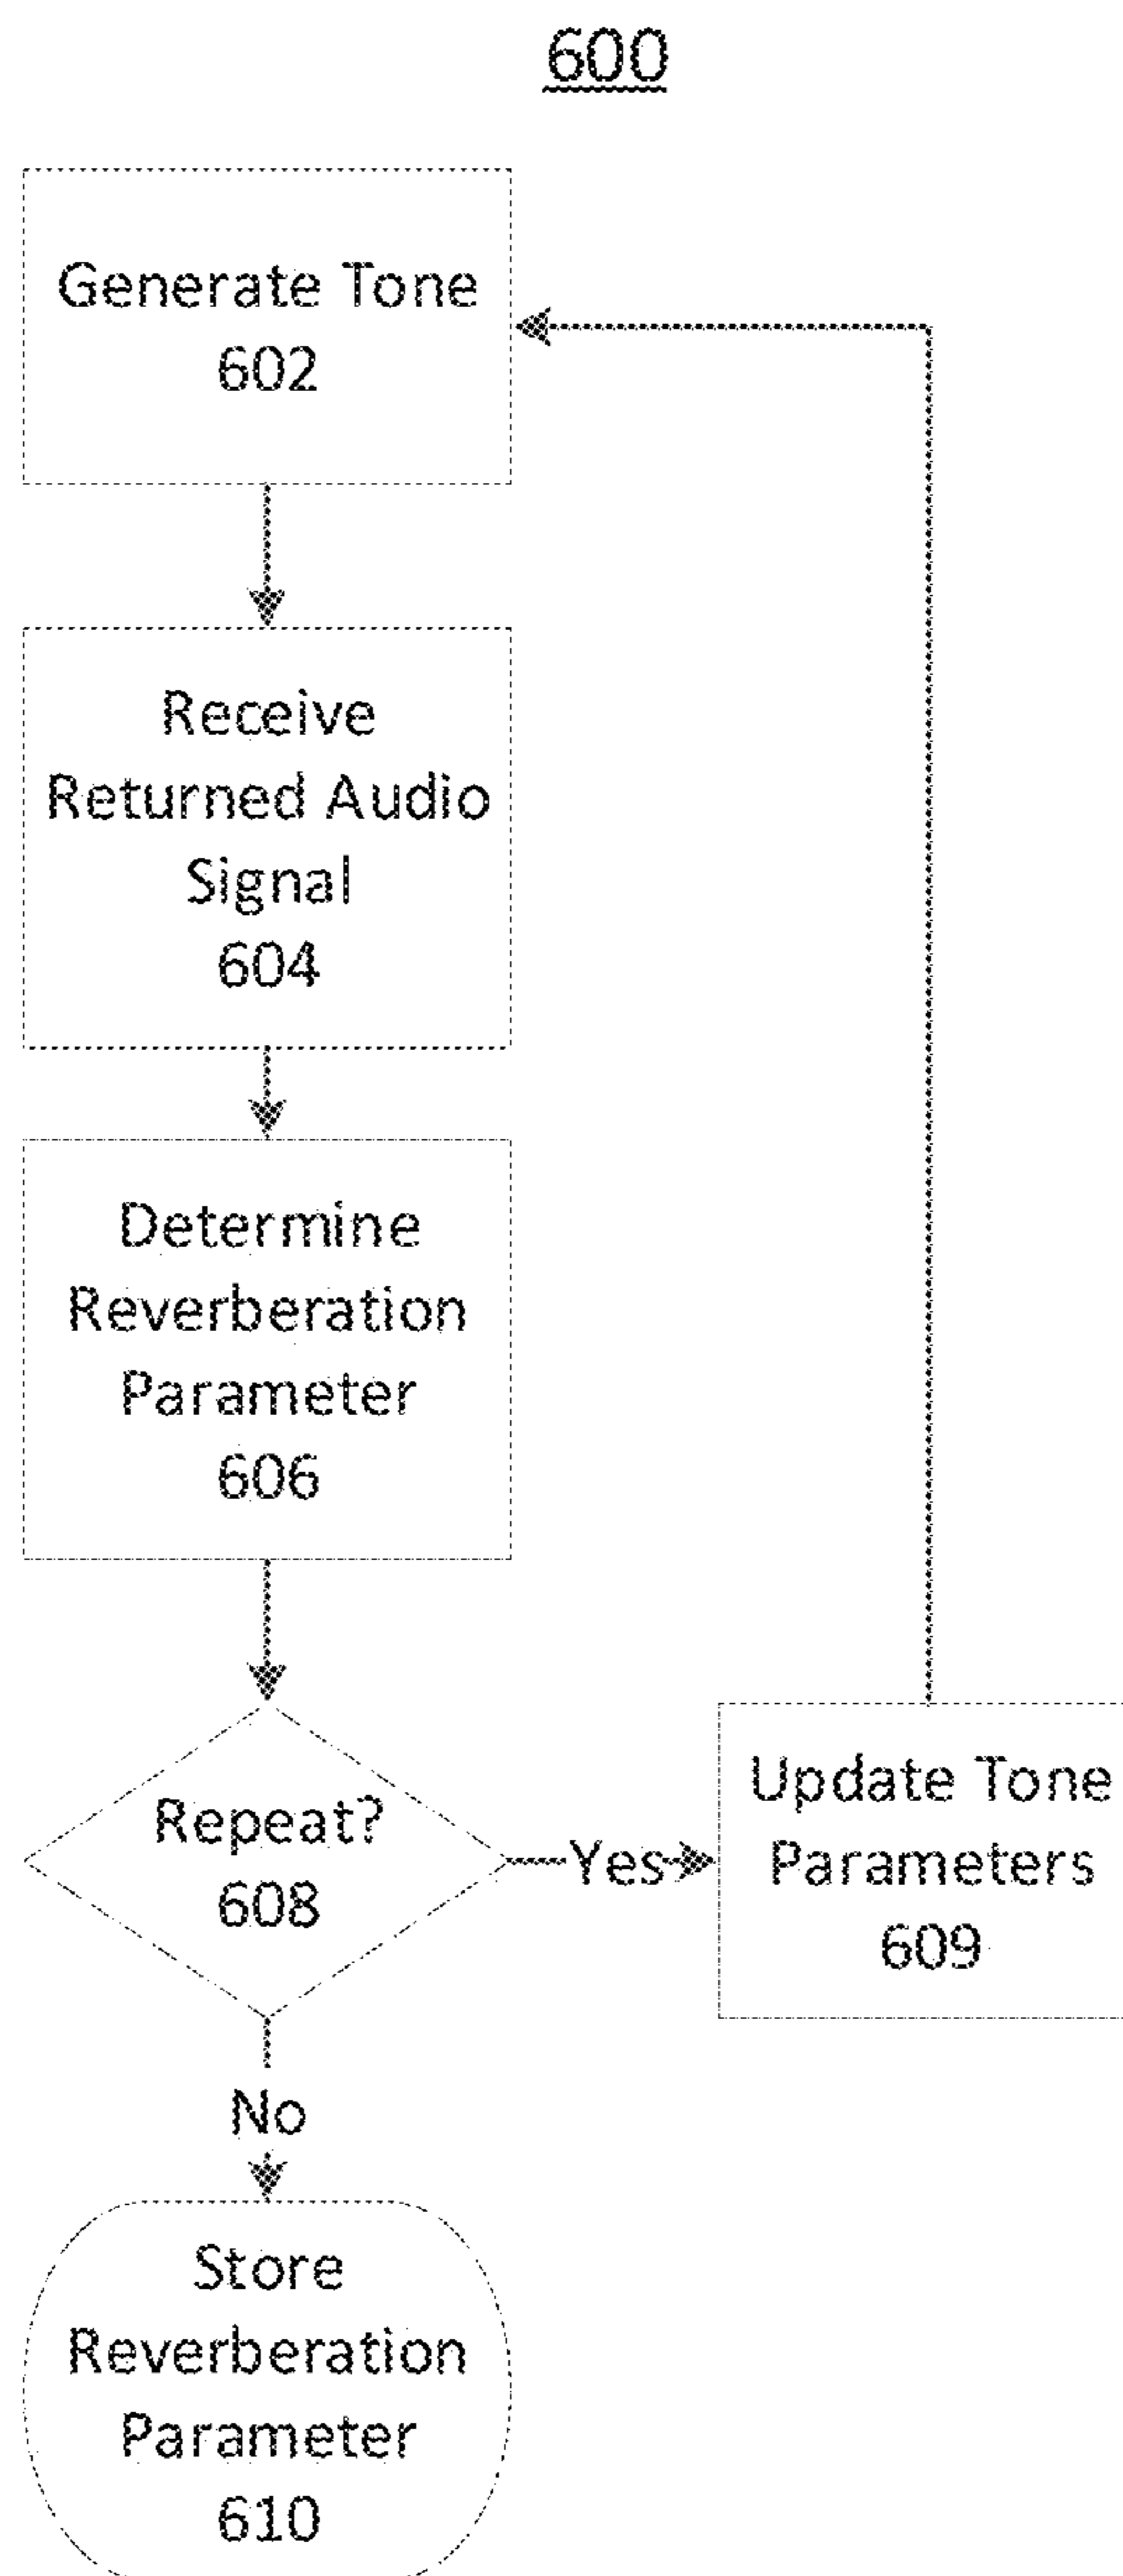 600
Generate Tone
602
Receive
Returned Audio
Signal
604
Determine
Reverberation
Parameter
606
Repeat?
608
Yes
Update Tone
Parameters
609
No
Store
Reverberation
Parameter
610